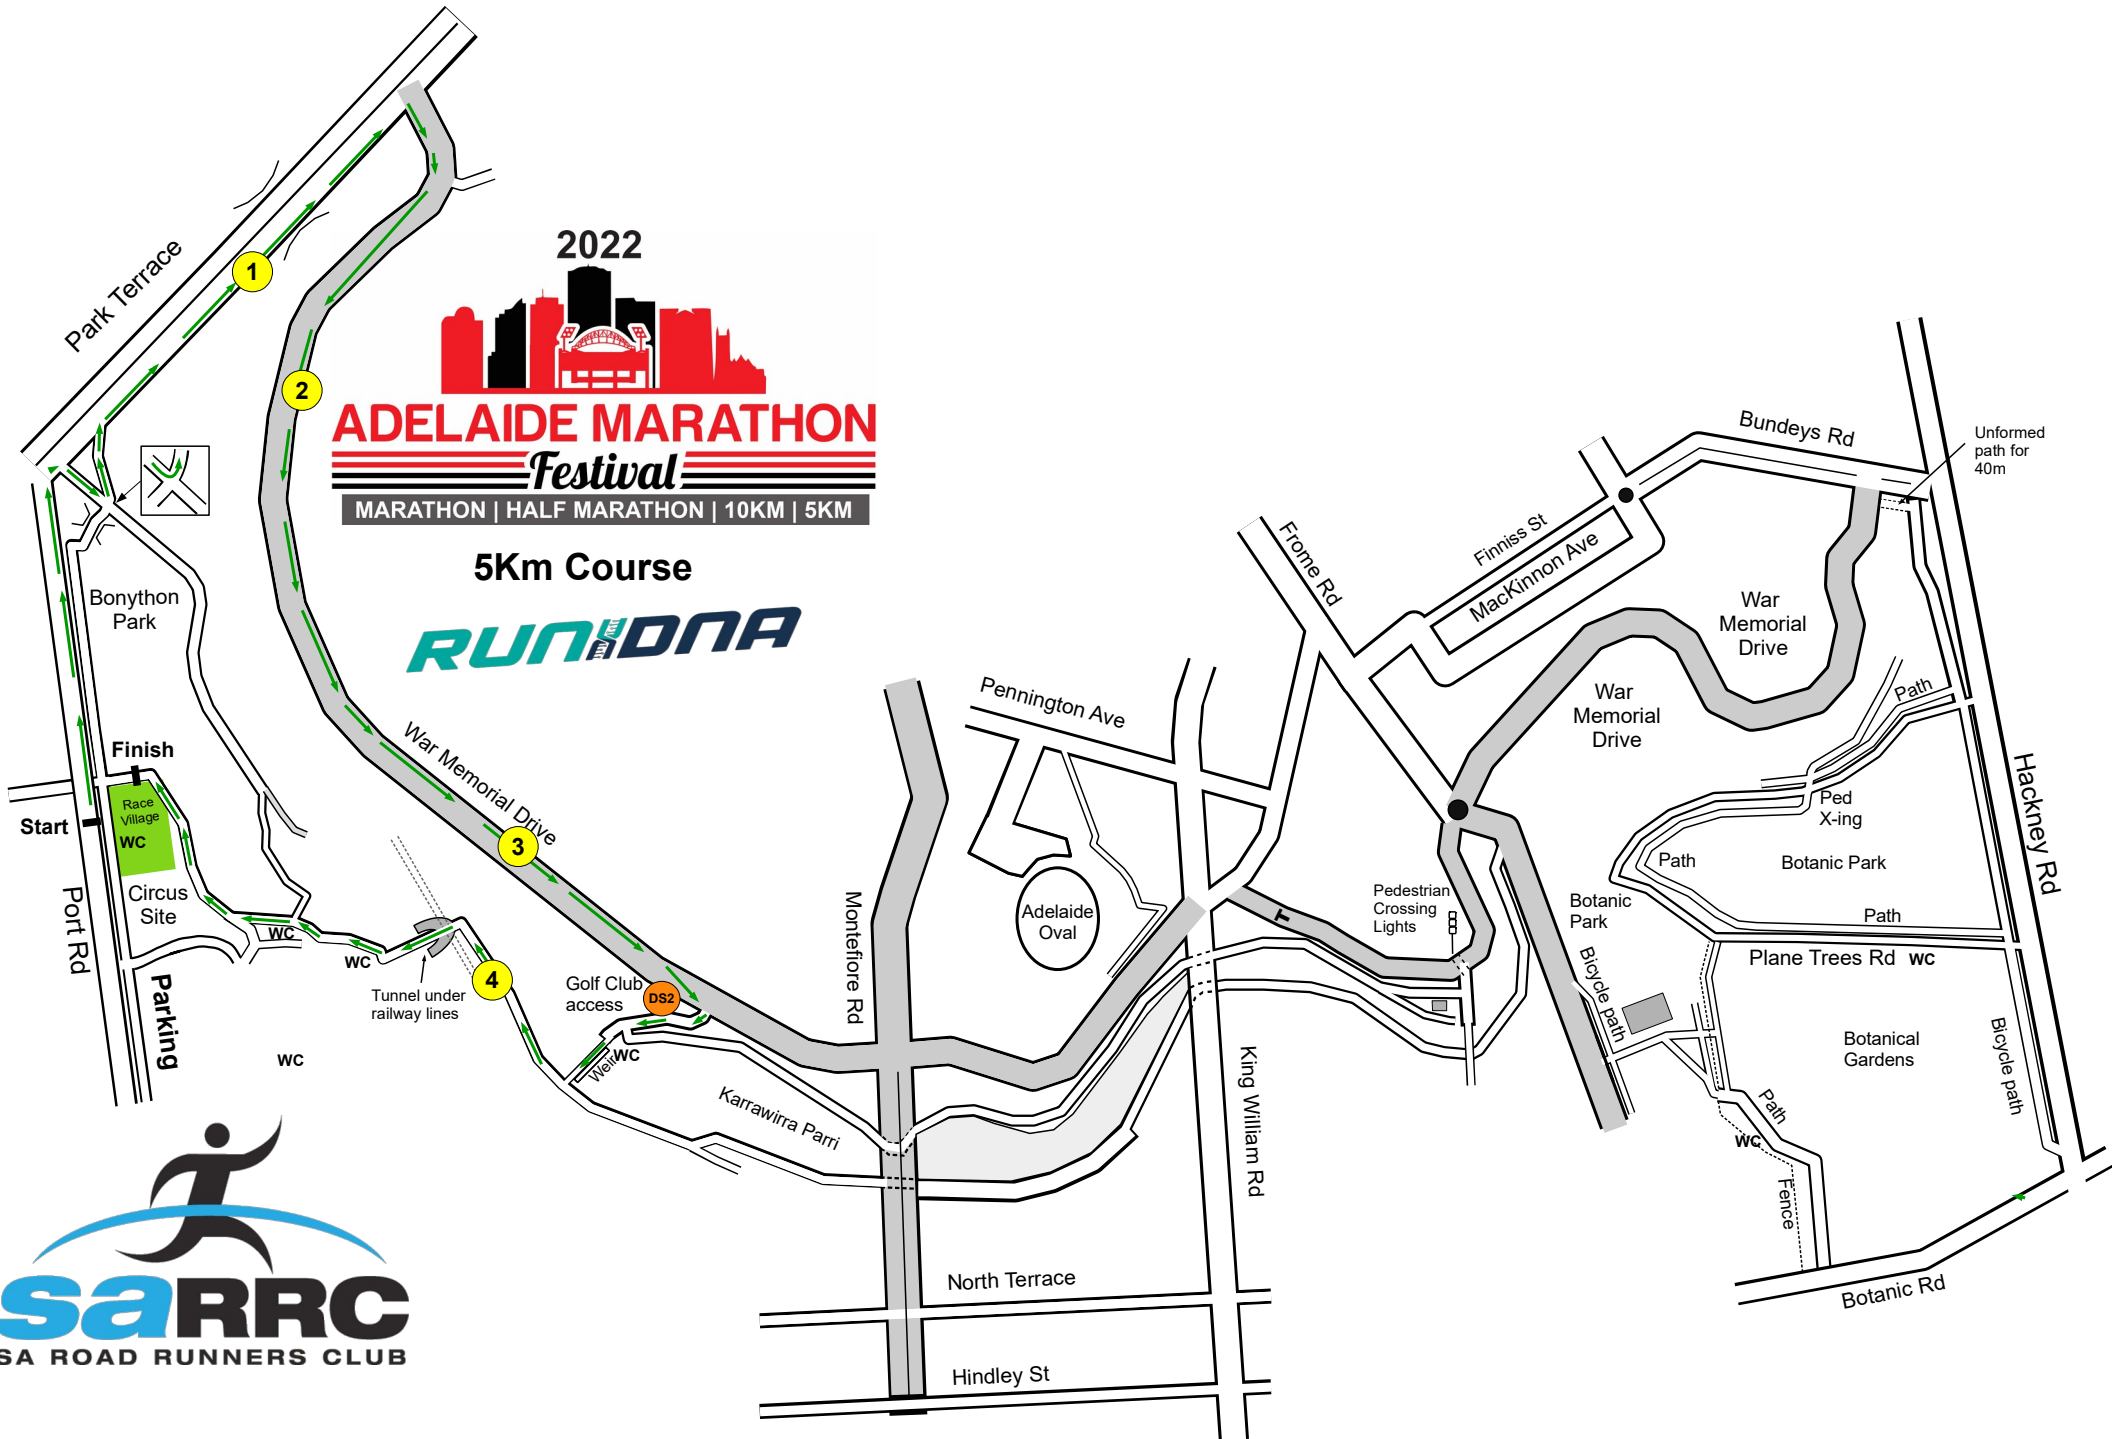 Park Terrace
1
2
2022
ADELAIDE MARATHON
Festival
MARATHON | HALF MARATHON | 10KM | 5KM
5Km Course
RUN DNA
Bonython
Park
Finish
Race
Village
WC
Start
Circus
Site
Port Rd
Parking
WC
WC
WC
Tunnel under
railway lines
4
War Memorial Drive
3
Golf Club
access
DS2
WC
Weir
Karrawirra Parri
Montefiore Rd
Pennington Ave
Adelaide
Oval
King William Rd
North Terrace
Hindley St
Frome Rd
Finniss St
MacKinnon Ave
Bundeys Rd
Unformed
path for
40m
War
Memorial
Drive
War
Memorial
Drive
Path
Hackney Rd
Ped
X-ing
Path
Botanic Park
Pedestrian
Crossing
Lights
T
Botanic
Park
Path
Plane Trees Rd
WC
Bicycle path
Botanical
Gardens
Bicycle path
Path
WC
Fence
Botanic Rd
saRRC
SA ROAD RUNNERS CLUB